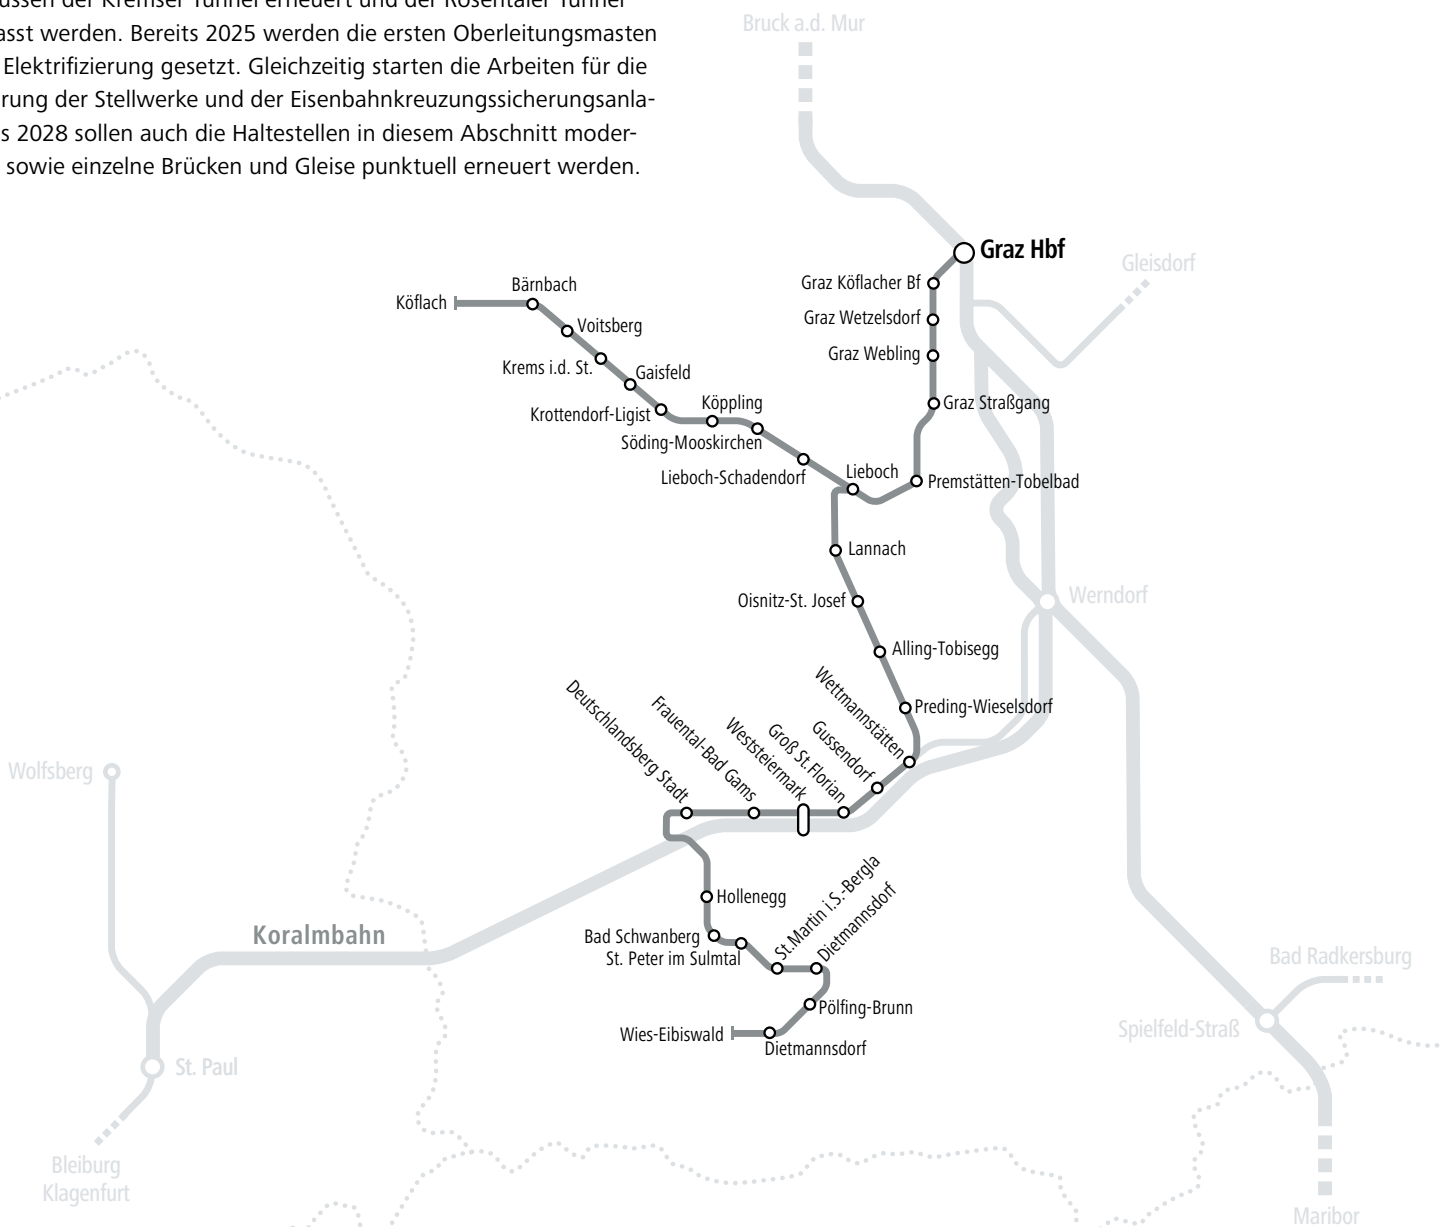 üssen der Kremser Tunnel erneuert und der Rosentaler Tunnel
asst werden. Bereits 2025 werden die ersten Oberleitungsmasten
Elektrifizierung gesetzt. Gleichzeitig starten die Arbeiten für die
rung der Stellwerke und der Eisenbahnkreuzungssicherungsanla-
s 2028 sollen auch die Haltestellen in diesem Abschnitt moder-
sowie einzelne Brücken und Gleise punktuell erneuert werden.
Bruck a.d. Mur
Graz Hbf
Gleisdorf
Graz Köflacher Bf
Graz Wetzelsdorf
Graz Webling
Graz Straßgang
Premstätten-Tobelbad
Köflach
Bärnbach
Voitsberg
Krems i.d. St.
Gaisfeld
Krottendorf-Ligist
Köppling
Söding-Mooskirchen
Lieboch-Schadendorf
Lieboch
Lannach
Oisnitz-St. Josef
Alling-Tobisegg
Preding-Wieselsdorf
Werndorf
Wettmannstätten
Gussendorf
Groß St.Florian
Weststeiermark
Frauental-Bad Gams
Deutschlandsberg Stadt
Wolfsberg
Hollenegg
Bad Schwanberg
St. Peter im Sulmtal
St.Martin i.S.-Bergla
Dietmannsdorf
Pölfing-Brunn
Wies-Eibiswald
Dietmannsdorf
Koralmbahn
St. Paul
Bleiburg
Klagenfurt
Bad Radkersburg
Spielfeld-Straß
Maribor